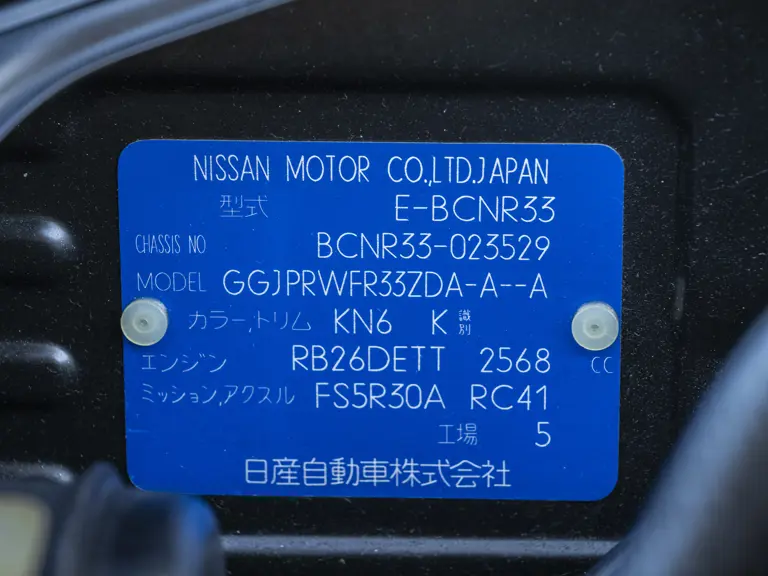 NISSAN MOTOR CO.,LTD.JAPAN
型式 E-BCNR33
CHASSIS NO BCNR33-023529
MODEL GGJPRWFR33ZDA-A--A
カラー,トリム KN6 K 識別
エンジン RB26DETT 2568 CC
ミッション,アクスル FS5R30A RC41
工場 5
日産自動車株式会社